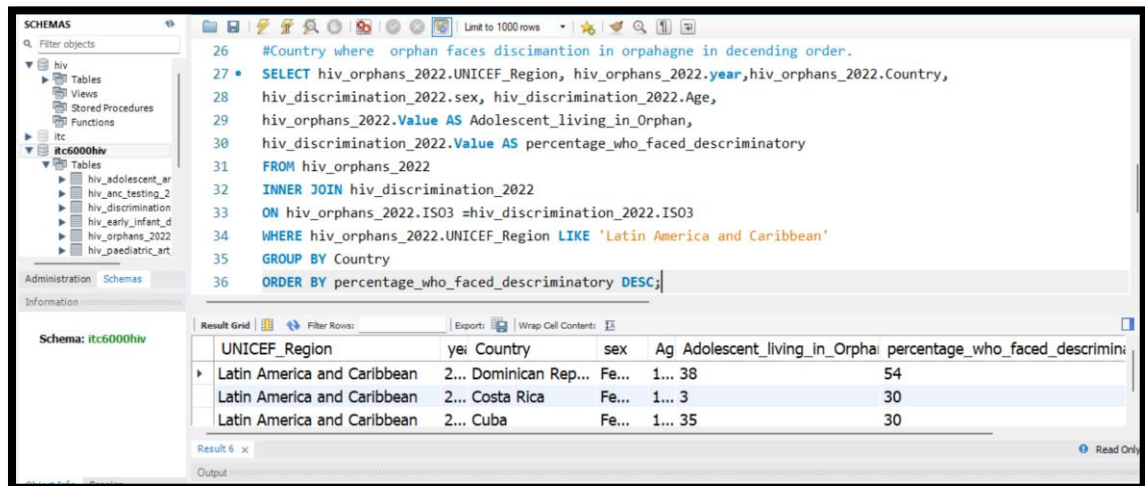 SCHEMAS
Filter objects
hiv
Tables
Views
Stored Procedures
Functions
itc
itc6000hiv
Tables
hiv_adolescent_ar
hiv_anc_testing_2
hiv_discrimination
hiv_early_infant_d
hiv_orphans_2022
hiv_paediatric_art
Administration Schemas
Information
Schema: itc6000hiv
Limit to 1000 rows
26 #Country where orphan faces discimantion in orpahagne in decending order.
27 SELECT hiv_orphans_2022.UNICEF_Region, hiv_orphans_2022.year,hiv_orphans_2022.Country,
28 hiv_discrimination_2022.sex, hiv_discrimination_2022.Age,
29 hiv_orphans_2022.Value AS Adolescent_living_in_Orphan,
30 hiv_discrimination_2022.Value AS percentage_who_faced_descriminatory
31 FROM hiv_orphans_2022
32 INNER JOIN hiv_discrimination_2022
33 ON hiv_orphans_2022.ISO3 =hiv_discrimination_2022.ISO3
34 WHERE hiv_orphans_2022.UNICEF_Region LIKE 'Latin America and Caribbean'
35 GROUP BY Country
36 ORDER BY percentage_who_faced_descriminatory DESC;
Result Grid Filter Rows: Export: Wrap Cell Content:
UNICEF_Region yea Country sex Ag Adolescent_living_in_Orphar percentage_who_faced_descrimina
Latin America and Caribbean 2... Dominican Rep... Fe... 1... 38 54
Latin America and Caribbean 2... Costa Rica Fe... 1... 3 30
Latin America and Caribbean 2... Cuba Fe... 1... 35 30
Result 6 Read Only
Output